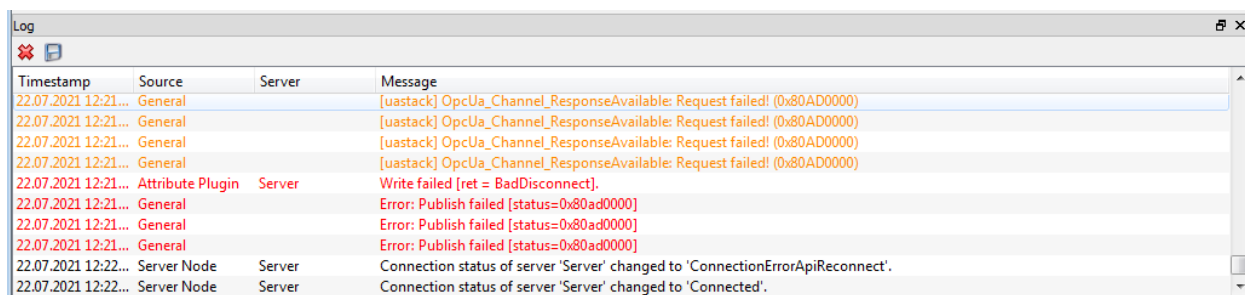 Log
Timestamp Source Server Message
22.07.2021 12:21... General [uastack] OpcUa_Channel_ResponseAvailable: Request failed! (0x80AD0000)
22.07.2021 12:21... General [uastack] OpcUa_Channel_ResponseAvailable: Request failed! (0x80AD0000)
22.07.2021 12:21... General [uastack] OpcUa_Channel_ResponseAvailable: Request failed! (0x80AD0000)
22.07.2021 12:21... General [uastack] OpcUa_Channel_ResponseAvailable: Request failed! (0x80AD0000)
22.07.2021 12:21... Attribute Plugin Server Write failed [ret = BadDisconnect].
22.07.2021 12:21... General Error: Publish failed [status=0x80ad0000]
22.07.2021 12:21... General Error: Publish failed [status=0x80ad0000]
22.07.2021 12:21... General Error: Publish failed [status=0x80ad0000]
22.07.2021 12:22... Server Node Server Connection status of server 'Server' changed to 'ConnectionErrorApiReconnect'.
22.07.2021 12:22... Server Node Server Connection status of server 'Server' changed to 'Connected'.